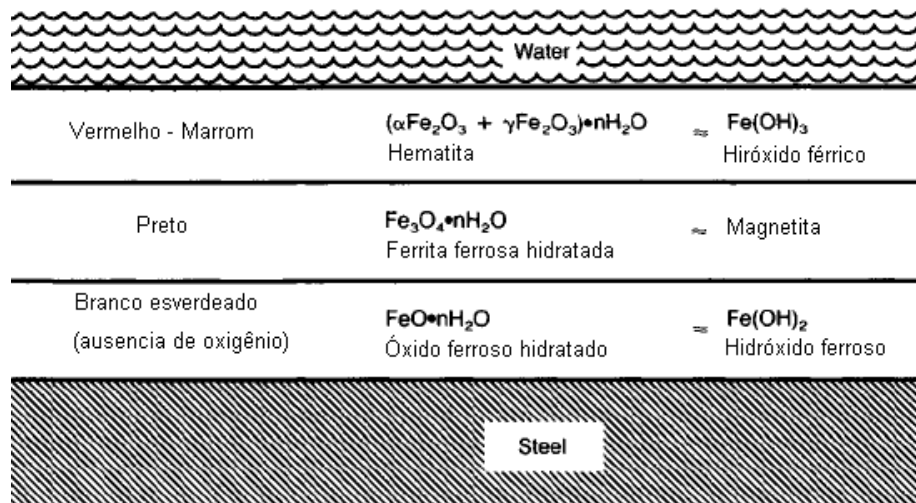 Water
Vermelho - Marrom
(αFe₂O₃ + γFe₂O₃)•nH₂O ≈ Fe(OH)₃
Hematita
Hiróxido férrico
Preto
Fe₃O₄•nH₂O ≈ Magnetita
Ferrita ferrosa hidratada
Branco esverdeado
(ausencia de oxigênio)
FeO•nH₂O ≈ Fe(OH)₂
Óxido ferroso hidratado
Hidróxido ferroso
Steel